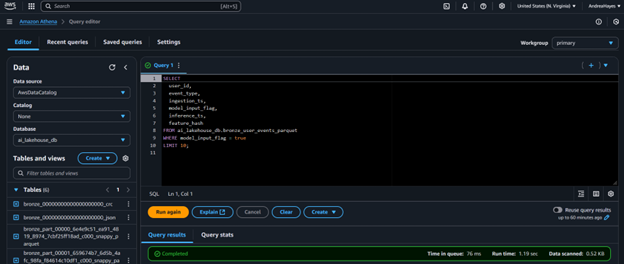 aws
Search
[Alt+S]
United States (N. Virginia)
AndreaHayes
Amazon Athena > Query editor
Editor
Recent queries
Saved queries
Settings
Workgroup
primary
Data
Data source
AwsDataCatalog
Catalog
None
Database
ai_lakehouse_db
Tables and views
Create
Filter tables and views
Tables (6)
1
Query 1
1 SELECT
2 user_id,
3 event_type,
4 ingestion_ts,
5 model_input_flag,
6 inference_ts,
7 feature_hash
8 FROM ai_lakehouse_db.bronze_user_events_parquet
9 WHERE model_input_flag = true
10 LIMIT 10;
11
SQL Ln 1, Col 1
Run again
Explain
Cancel
Clear
Create
Reuse query results
up to 60 minutes ago
Query results
Query stats
Completed
Time in queue: 76 ms
Run time: 1.19 sec
Data scanned: 0.52 KB